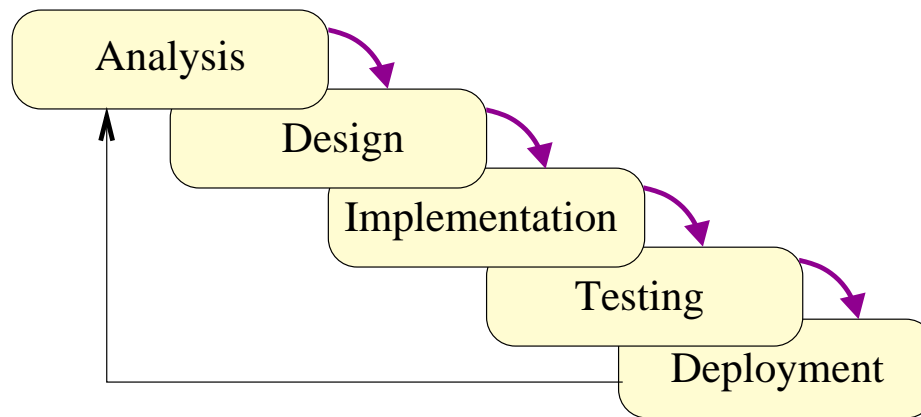 Analysis
Design
Implementation
Testing
Deployment